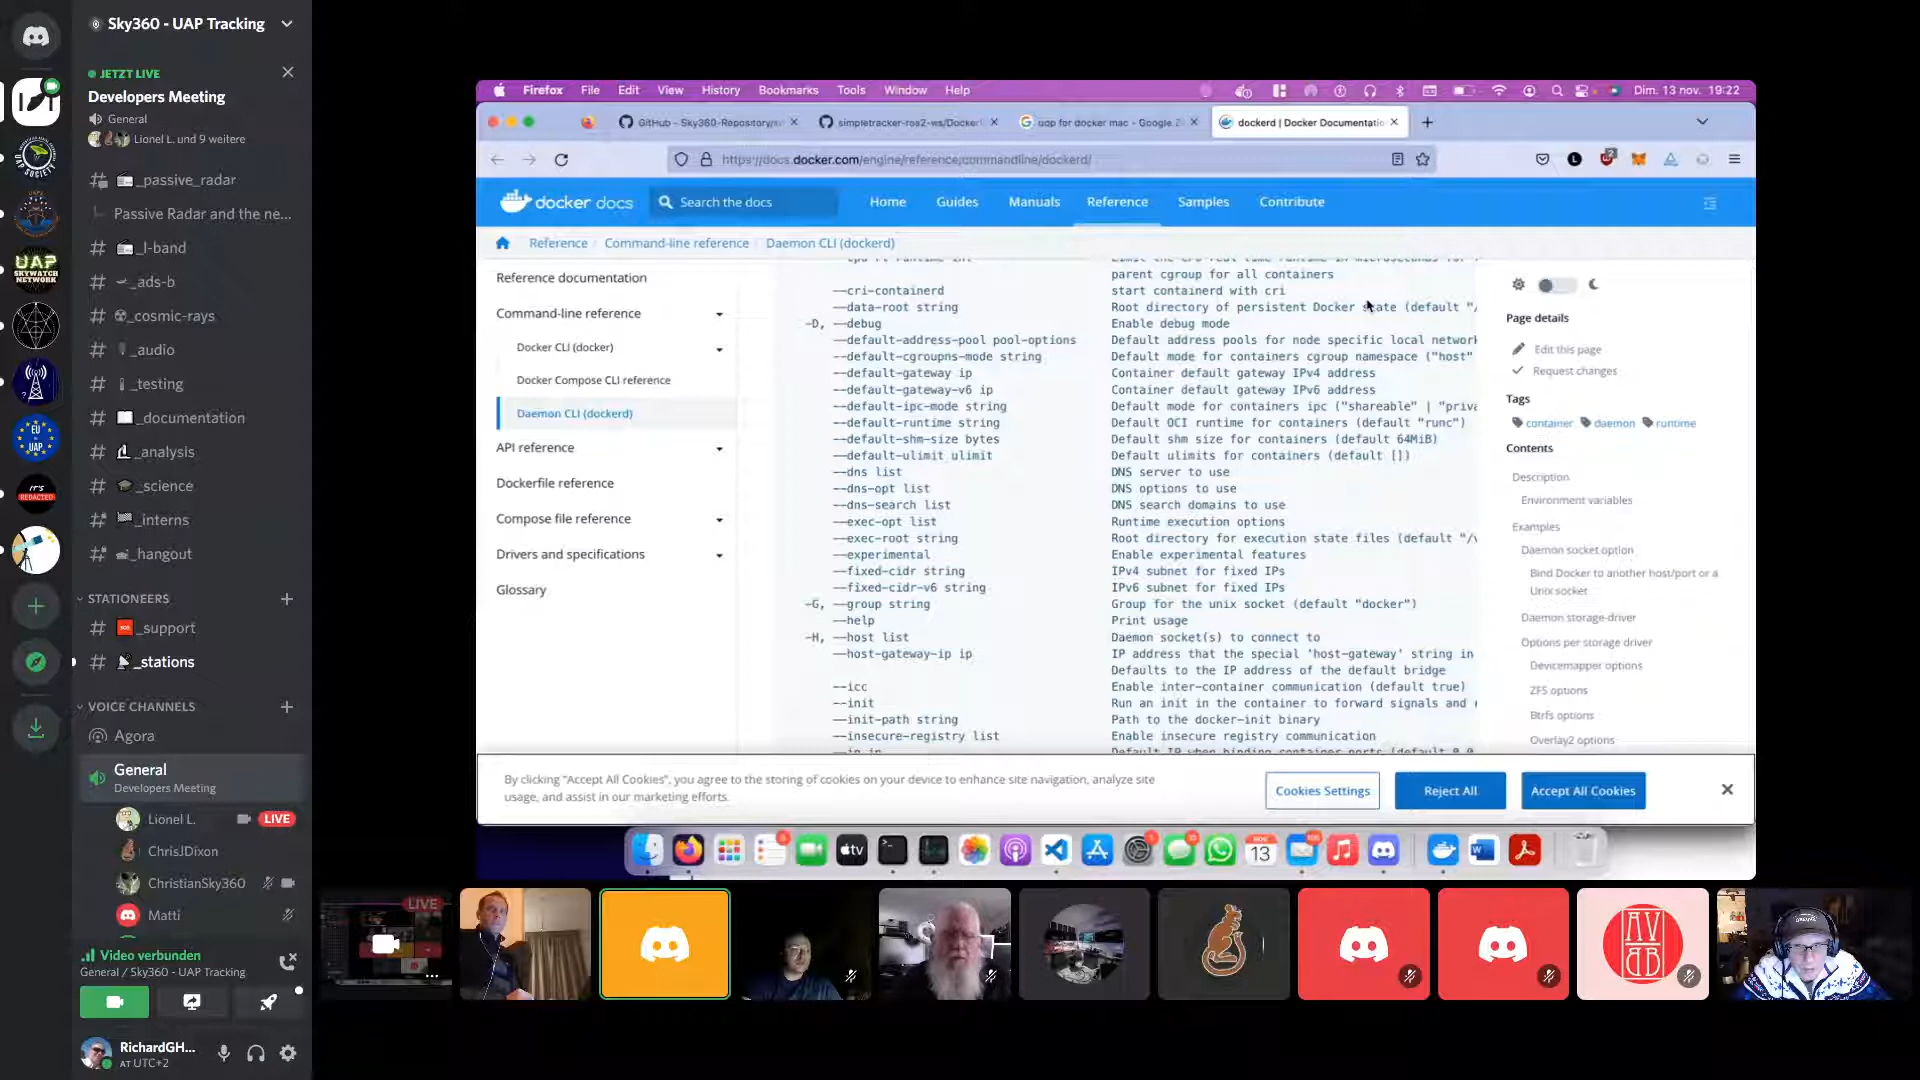 Sky360 - UAP Tracking
JETZT LIVE
Developers Meeting
General
Lionel L. und 9 weitere
_passive_radar
Passive Radar and the ne...
_l-band
_ads-b
_cosmic-rays
_audio
_testing
_documentation
_analysis
_science
_interns
_hangout
STATIONEERS
_support
_stations
VOICE CHANNELS
Agora
General
Developers Meeting
Lionel L.
LIVE
ChrisJDixon
ChristianSky360
Matti
Video verbunden
General / Sky360 - UAP Tracking
RichardGH...
AT UTC+2
UAP
SOCIETY
UAP
SKYWATCH
NETWORK
EU
UAP
IT'S
REDACTED
Firefox File Edit View History Bookmarks Tools Window Help
Dim. 13 nov. 19:22
GitHub - Sky360-Repository/
simpletracker-ros2-ws/Docker
uap for docker mac - Google
dockerd | Docker Documentatio
https://docs.docker.com/engine/reference/commandline/dockerd/
docker docs
Search the docs
Home Guides Manuals Reference Samples Contribute
Reference / Command-line reference / Daemon CLI (dockerd)
Reference documentation
Command-line reference
Docker CLI (docker)
Docker Compose CLI reference
Daemon CLI (dockerd)
API reference
Dockerfile reference
Compose file reference
Drivers and specifications
Glossary
parent cgroup for all containers
--cri-containerd start containerd with cri
--data-root string Root directory of persistent Docker state (default "/
-D, --debug Enable debug mode
--default-address-pool pool-options Default address pools for node specific local network
--default-cgroupns-mode string Default mode for containers cgroup namespace ("host"
--default-gateway ip Container default gateway IPv4 address
--default-gateway-v6 ip Container default gateway IPv6 address
--default-ipc-mode string Default mode for containers ipc ("shareable" | "priva
--default-runtime string Default OCI runtime for containers (default "runc")
--default-shm-size bytes Default shm size for containers (default 64MiB)
--default-ulimit ulimit Default ulimits for containers (default [])
--dns list DNS server to use
--dns-opt list DNS options to use
--dns-search list DNS search domains to use
--exec-opt list Runtime execution options
--exec-root string Root directory for execution state files (default "/v
--experimental Enable experimental features
--fixed-cidr string IPv4 subnet for fixed IPs
--fixed-cidr-v6 string IPv6 subnet for fixed IPs
-G, --group string Group for the unix socket (default "docker")
--help Print usage
-H, --host list Daemon socket(s) to connect to
--host-gateway-ip ip IP address that the special 'host-gateway' string in
Defaults to the IP address of the default bridge
--icc Enable inter-container communication (default true)
--init Run an init in the container to forward signals and
--init-path string Path to the docker-init binary
--insecure-registry list Enable insecure registry communication
Page details
Edit this page
Request changes
Tags
container daemon runtime
Contents
Description
Environment variables
Examples
Daemon socket option
Bind Docker to another host/port or a
Unix socket
Daemon storage-driver
Options per storage driver
Devicemapper options
ZFS options
Btrfs options
Overlay2 options
By clicking "Accept All Cookies", you agree to the storing of cookies on your device to enhance site navigation, analyze site
usage, and assist in our marketing efforts.
Cookies Settings
Reject All
Accept All Cookies
tv
NOV
13
LIVE
AV
BB